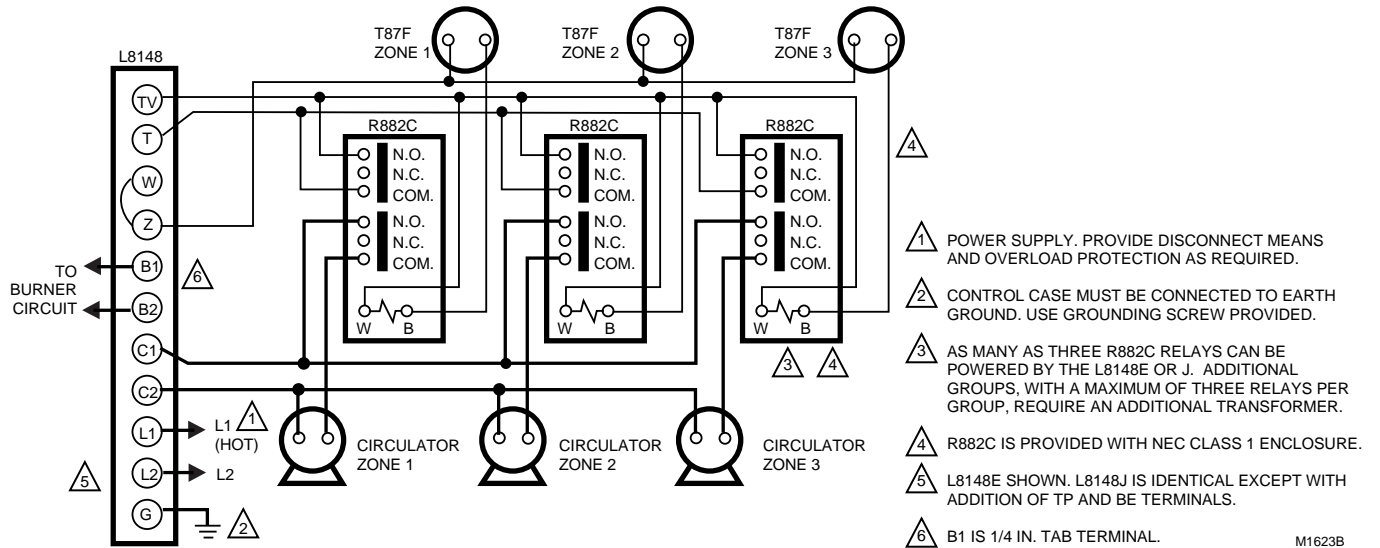 T87F
ZONE 1
T87F
ZONE 2
T87F
ZONE 3
L8148
TV
T
W
Z
B1
B2
C1
C2
L1
L2
G
TO
BURNER
CIRCUIT
6
L1
(HOT)
1
L2
5
2
R882C
N.O.
N.C.
COM.
N.O.
N.C.
COM.
W B
R882C
N.O.
N.C.
COM.
N.O.
N.C.
COM.
W B
R882C
N.O.
N.C.
COM.
N.O.
N.C.
COM.
W B
3 4
4
CIRCULATOR
ZONE 1
CIRCULATOR
ZONE 2
CIRCULATOR
ZONE 3
1 POWER SUPPLY. PROVIDE DISCONNECT MEANS
AND OVERLOAD PROTECTION AS REQUIRED.
2 CONTROL CASE MUST BE CONNECTED TO EARTH
GROUND. USE GROUNDING SCREW PROVIDED.
3 AS MANY AS THREE R882C RELAYS CAN BE
POWERED BY THE L8148E OR J. ADDITIONAL
GROUPS, WITH A MAXIMUM OF THREE RELAYS PER
GROUP, REQUIRE AN ADDITIONAL TRANSFORMER.
4 R882C IS PROVIDED WITH NEC CLASS 1 ENCLOSURE.
5 L8148E SHOWN. L8148J IS IDENTICAL EXCEPT WITH
ADDITION OF TP AND BE TERMINALS.
6 B1 IS 1/4 IN. TAB TERMINAL.
M1623B